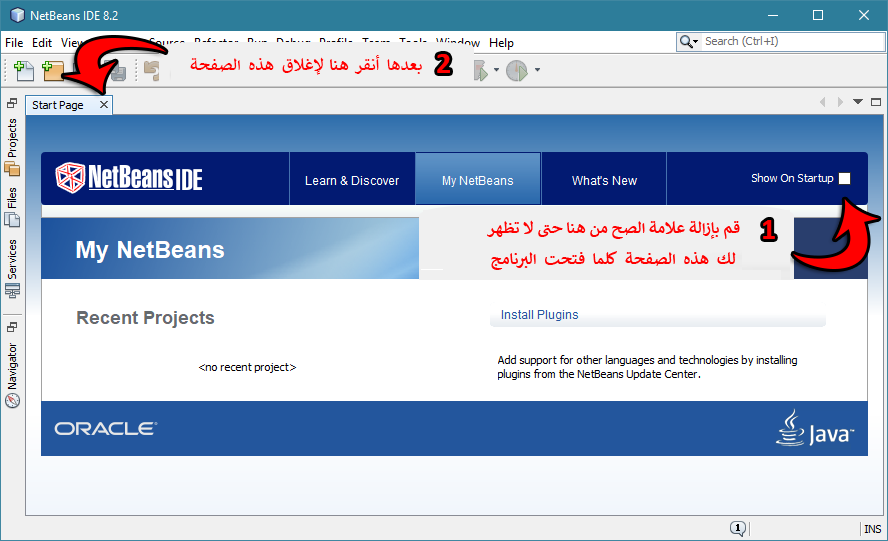 NetBeans IDE 8.2
File Edit View Source Refactor Run Debug Profile Team Tools Window Help
Search (Ctrl+I)
2 بعدها أنقر هنا لإغلاق هذه الصفحة
Start Page
Projects
Files
Services
Navigator
NetBeans IDE
Learn & Discover
My NetBeans
What's New
Show On Startup
My NetBeans
1 قم بإزالة علامة الصح من هنا حتى لا تظهر
لك هذه الصفحة كلما فتحت البرنامج
Recent Projects
<no recent project>
Install Plugins
Add support for other languages and technologies by installing
plugins from the NetBeans Update Center.
ORACLE
Java
1
INS